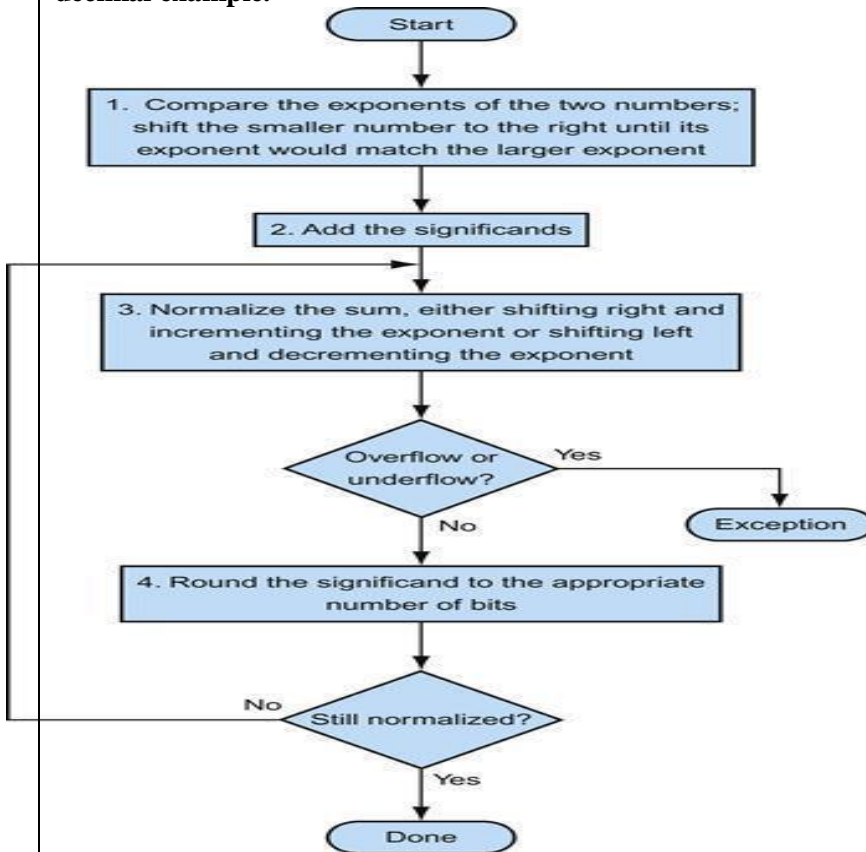 decimal example.
Start
1. Compare the exponents of the two numbers;
shift the smaller number to the right until its
exponent would match the larger exponent
2. Add the significands
3. Normalize the sum, either shifting right and
incrementing the exponent or shifting left
and decrementing the exponent
Overflow or
underflow?
Yes
No
Exception
4. Round the significand to the appropriate
number of bits
No
Still normalized?
Yes
Done